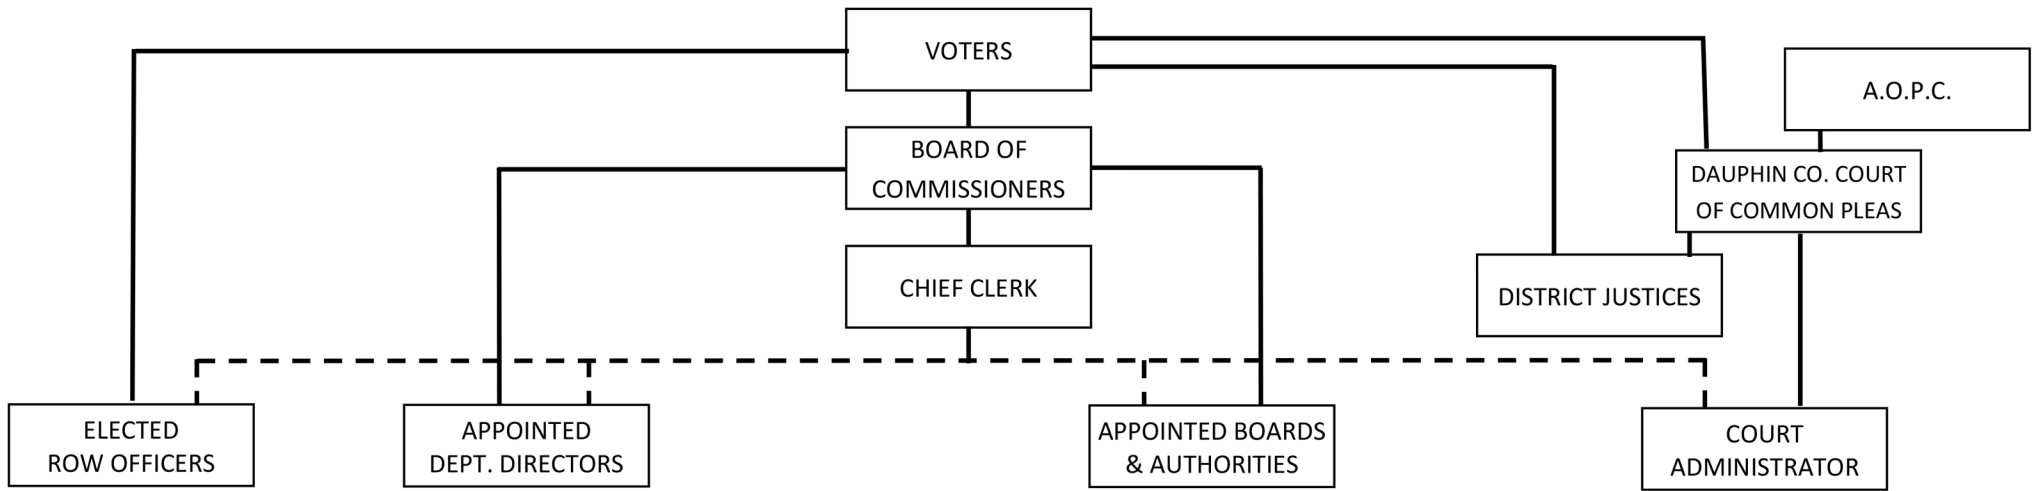 VOTERS
A.O.P.C.
BOARD OF
COMMISSIONERS
DAUPHIN CO. COURT
OF COMMON PLEAS
CHIEF CLERK
DISTRICT JUSTICES
ELECTED
ROW OFFICERS
APPOINTED
DEPT. DIRECTORS
APPOINTED BOARDS
& AUTHORITIES
COURT
ADMINISTRATOR